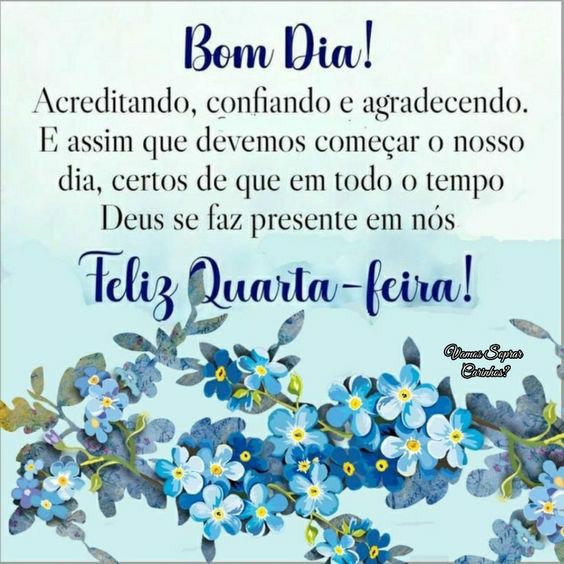 Bom Dia!
Acreditando, confiando e agradecendo.
E assim que devemos começar o nosso
dia, certos de que em todo o tempo
Deus se faz presente em nós
Feliz Quarta-feira!
Vamos Soprar
Carinhos?